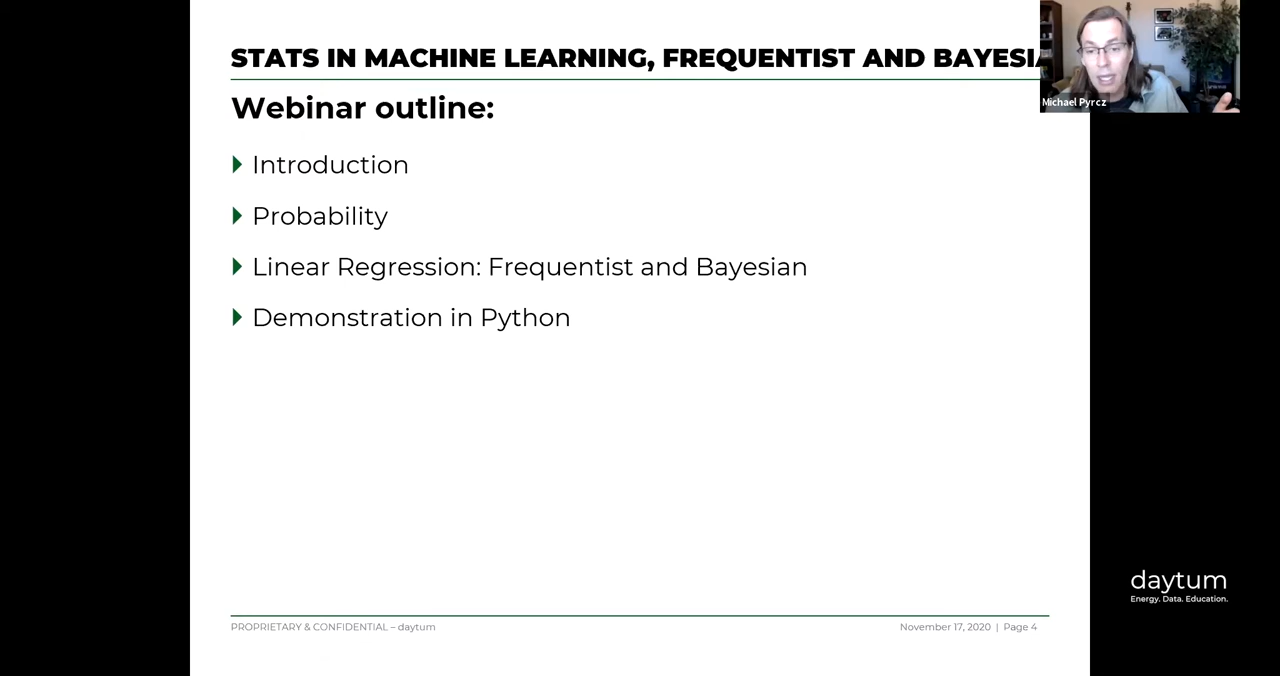 STATS IN MACHINE LEARNING, FREQUENTIST AND BAYESIA
Michael Pyrcz
Webinar outline:
Introduction
Probability
Linear Regression: Frequentist and Bayesian
Demonstration in Python
daytum
Energy. Data. Education.
PROPRIETARY & CONFIDENTIAL – daytum
November 17, 2020 | Page 4